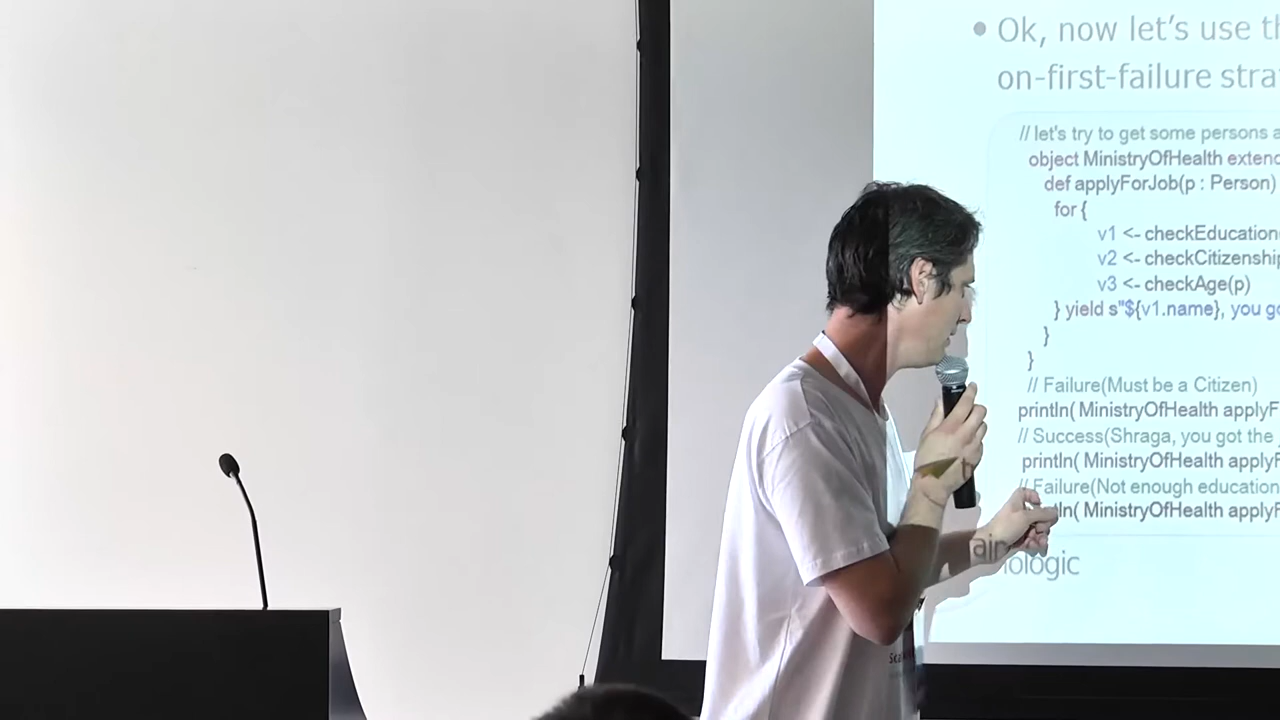 Ok, now let's use th
on-first-failure stra
// let's try to get some persons a
object MinistryOfHealth extend
def applyForJob(p : Person)
for {
v1 <- checkEducation
v2 <- checkCitizenship
v3 <- checkAge(p)
} yield s"${v1.name}, you go
}
}
// Failure(Must be a Citizen)
println( MinistryOfHealth applyF
// Success(Shraga, you got the
println( MinistryOfHealth applyF
// Failure(Not enough education
ln( MinistryOfHealth applyF
ologic